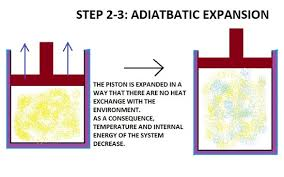 STEP 2-3: ADIATBATIC EXPANSION
THE PISTON IS EXPANDED IN A
WAY THAT THERE ARE NO HEAT
EXCHANGE WITH THE
ENVIRONMENT.
AS A CONSEQUENCE,
TEMPERATURE AND INTERNAL
ENERGY OF THE SYSTEM
DECREASE.